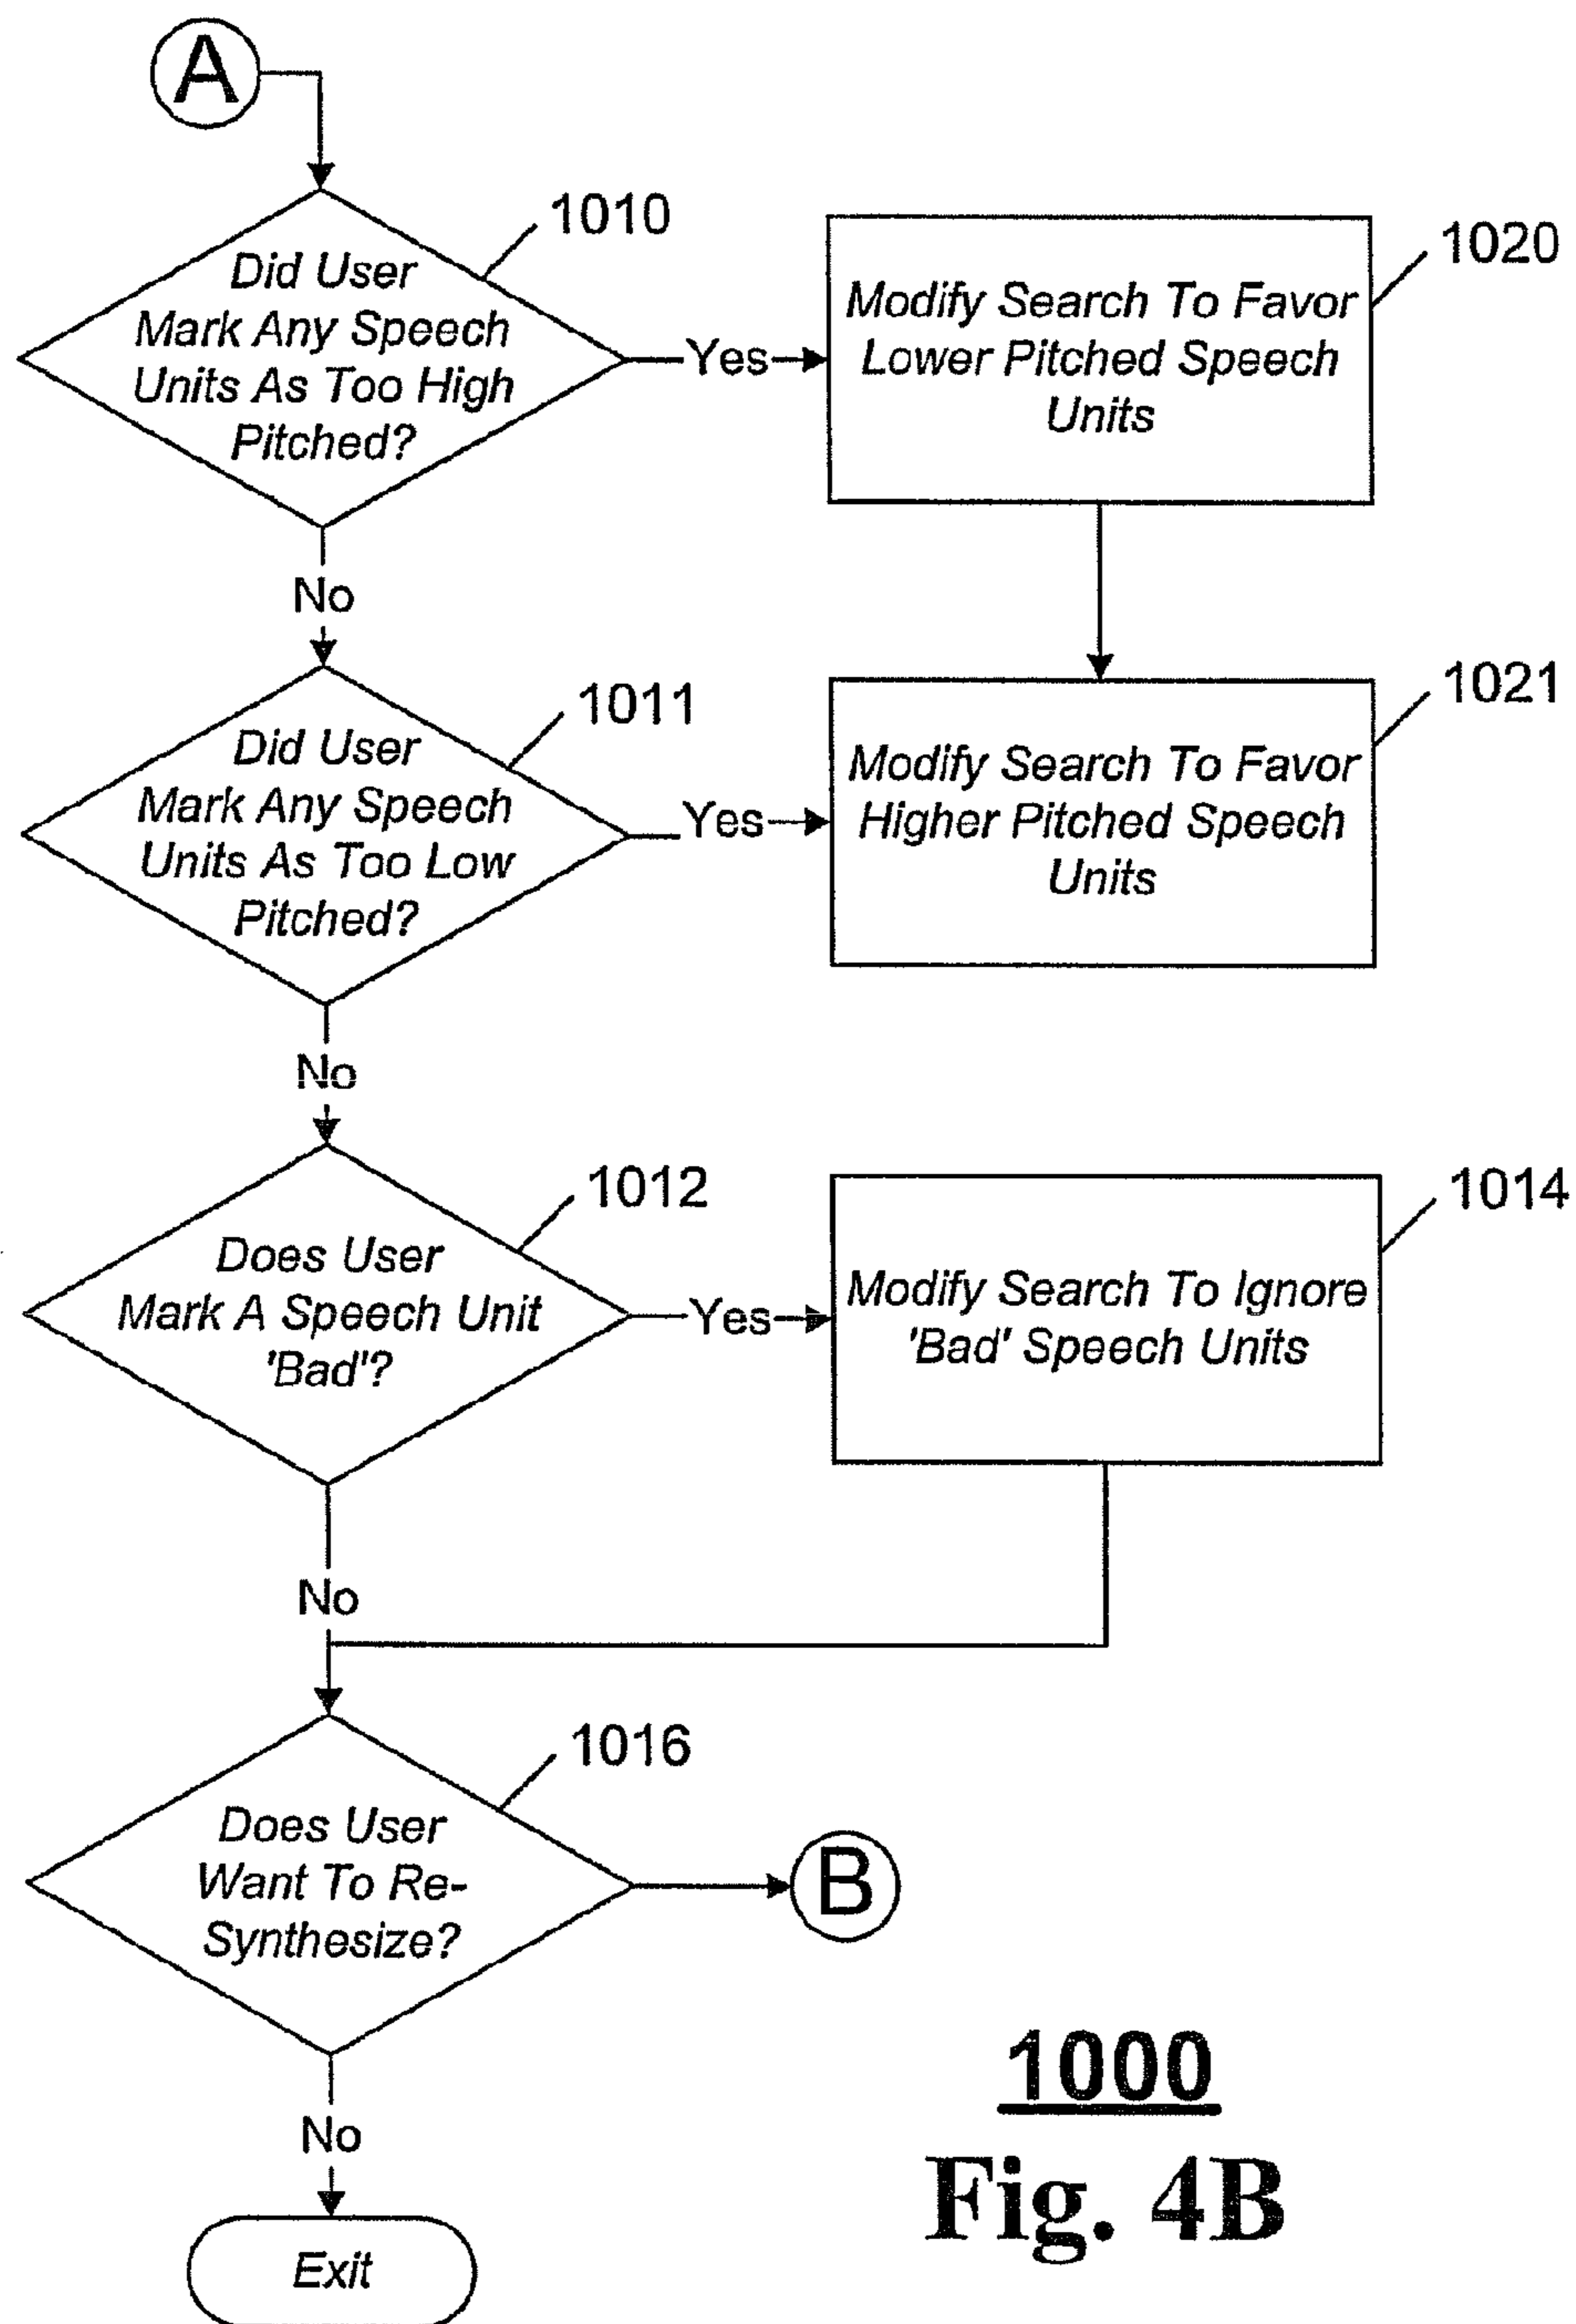 A
1010
Did User
Mark Any Speech
Units As Too High
Pitched?
Yes
1020
Modify Search To Favor
Lower Pitched Speech
Units
No
1011
Did User
Mark Any Speech
Units As Too Low
Pitched?
Yes
1021
Modify Search To Favor
Higher Pitched Speech
Units
No
1012
Does User
Mark A Speech Unit
'Bad'?
Yes
1014
Modify Search To Ignore
'Bad' Speech Units
No
1016
Does User
Want To Re-
Synthesize?
B
No
Exit
1000
Fig. 4B